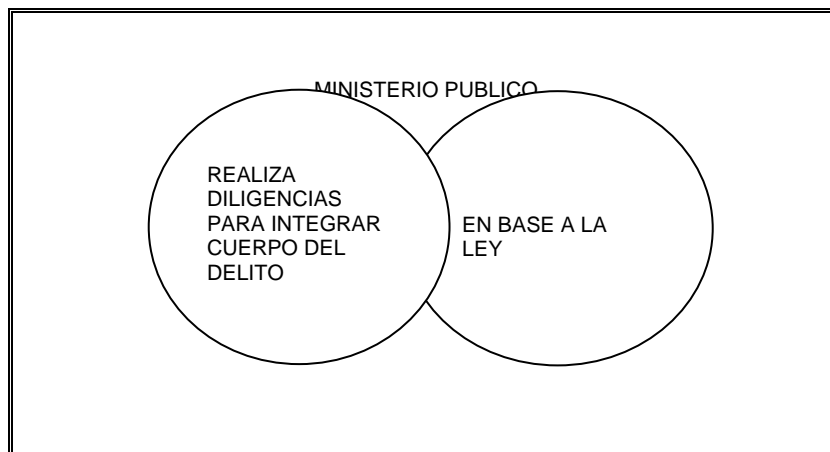 MINISTERIO PUBLICO
REALIZA
DILIGENCIAS
PARA INTEGRAR
CUERPO DEL
DELITO
EN BASE A LA
LEY